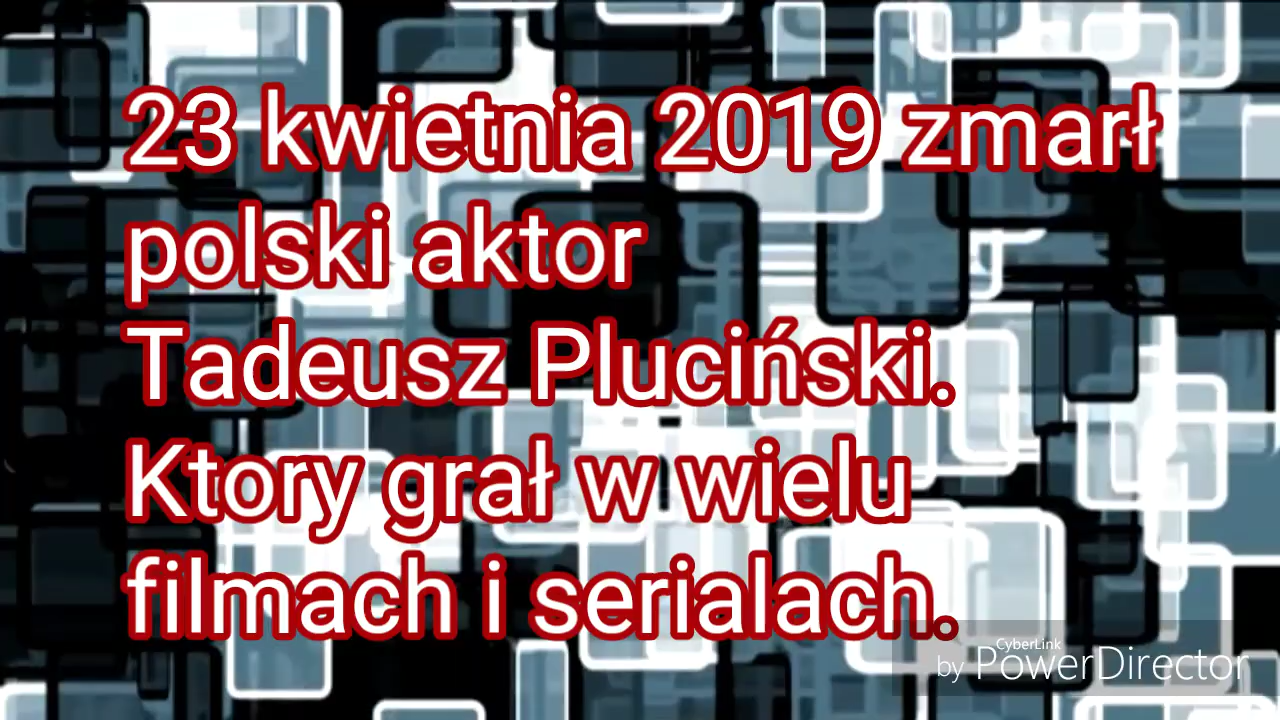 23 kwietnia 2019 zmarł
polski aktor
Tadeusz Pluciński.
Ktory grał w wielu
filmach i serialach.
CyberLink
by PowerDirector